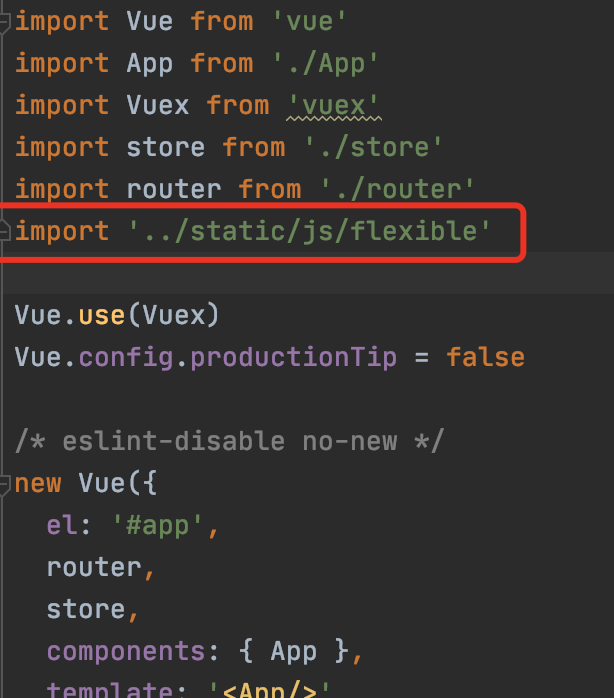 import Vue from 'vue'
import App from './App'
import Vuex from 'vuex'
import store from './store'
import router from './router'
import '../static/js/flexible'
Vue.use(Vuex)
Vue.config.productionTip = false
/* eslint-disable no-new */
new Vue({
el: '#app',
router,
store,
components: { App },
template: '<App/>'